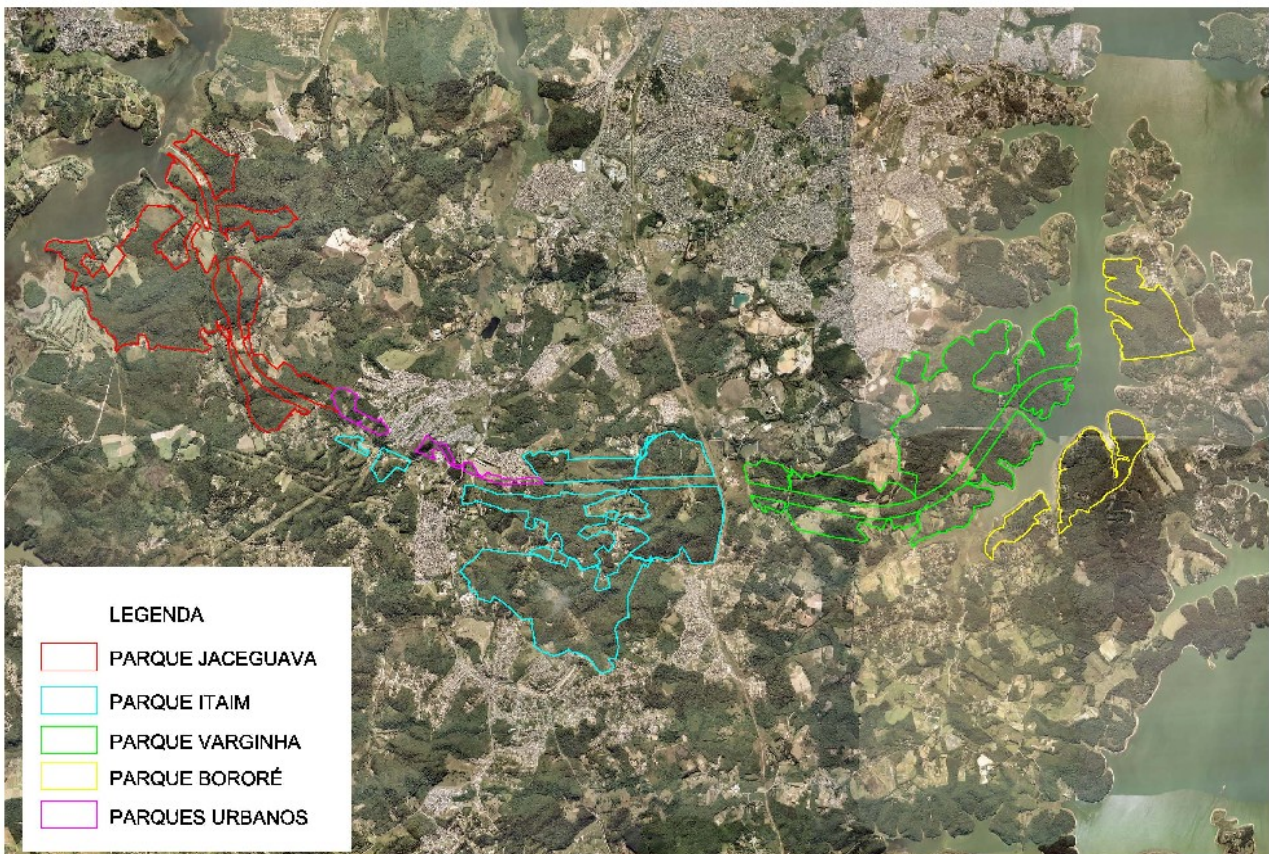 LEGENDA
PARQUE JACEGUAVA
PARQUE ITAIM
PARQUE VARGINHA
PARQUE BORORÉ
PARQUES URBANOS